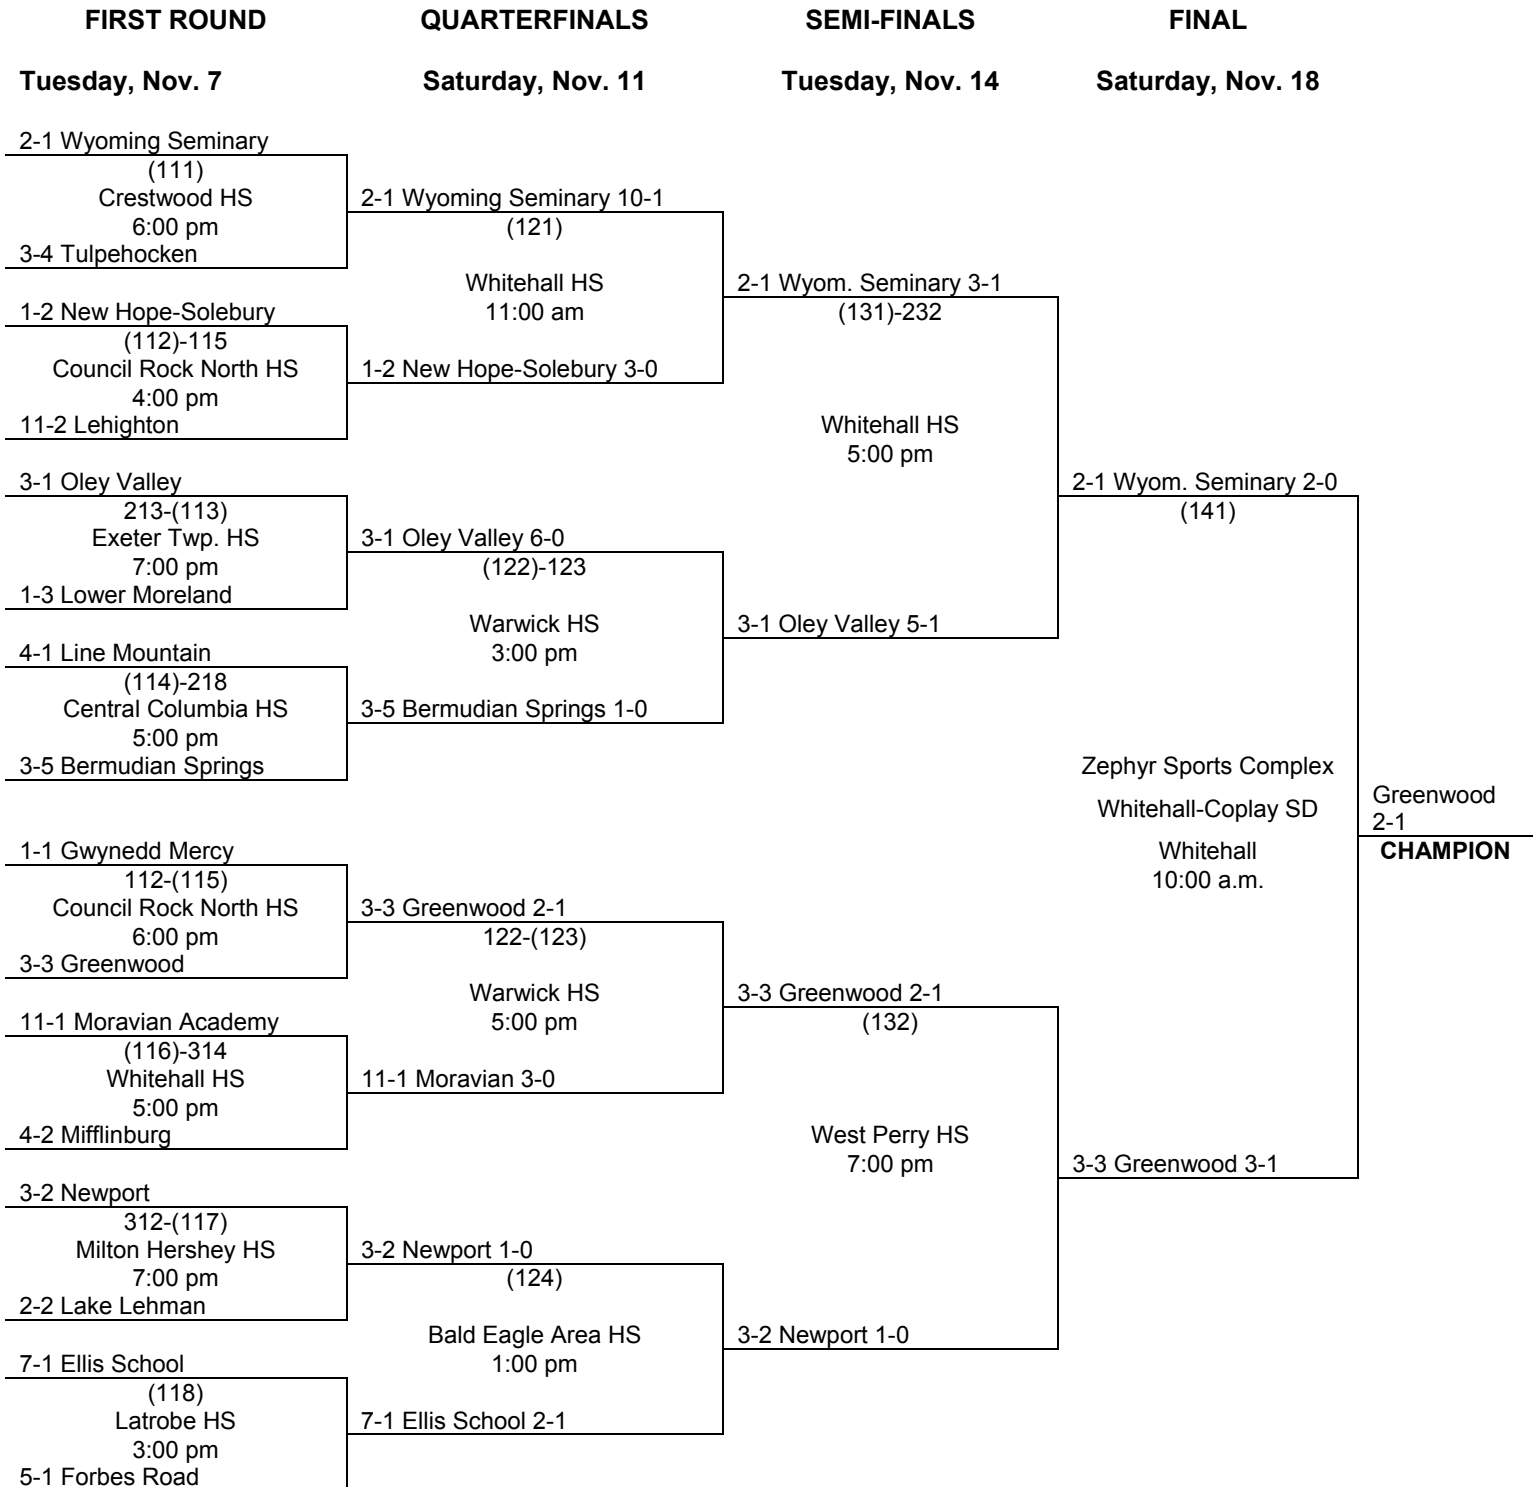 FIRST ROUND
QUARTERFINALS
SEMI-FINALS
FINAL
Tuesday, Nov. 7
Saturday, Nov. 11
Tuesday, Nov. 14
Saturday, Nov. 18
2-1 Wyoming Seminary
(111)
Crestwood HS
6:00 pm
3-4 Tulpehocken
1-2 New Hope-Solebury
(112)-115
Council Rock North HS
4:00 pm
11-2 Lehighton
3-1 Oley Valley
213-(113)
Exeter Twp. HS
7:00 pm
1-3 Lower Moreland
4-1 Line Mountain
(114)-218
Central Columbia HS
5:00 pm
3-5 Bermudian Springs
1-1 Gwynedd Mercy
112-(115)
Council Rock North HS
6:00 pm
3-3 Greenwood
11-1 Moravian Academy
(116)-314
Whitehall HS
5:00 pm
4-2 Mifflinburg
3-2 Newport
312-(117)
Milton Hershey HS
7:00 pm
2-2 Lake Lehman
7-1 Ellis School
(118)
Latrobe HS
3:00 pm
5-1 Forbes Road
2-1 Wyoming Seminary 10-1
(121)
Whitehall HS
11:00 am
1-2 New Hope-Solebury 3-0
3-1 Oley Valley 6-0
(122)-123
Warwick HS
3:00 pm
3-5 Bermudian Springs 1-0
3-3 Greenwood 2-1
122-(123)
Warwick HS
5:00 pm
11-1 Moravian 3-0
3-2 Newport 1-0
(124)
Bald Eagle Area HS
1:00 pm
7-1 Ellis School 2-1
2-1 Wyom. Seminary 3-1
(131)-232
Whitehall HS
5:00 pm
3-1 Oley Valley 5-1
3-3 Greenwood 2-1
(132)
West Perry HS
7:00 pm
3-2 Newport 1-0
2-1 Wyom. Seminary 2-0
(141)
Zephyr Sports Complex
Whitehall-Coplay SD
Whitehall
10:00 a.m.
3-3 Greenwood 3-1
Greenwood
2-1
CHAMPION